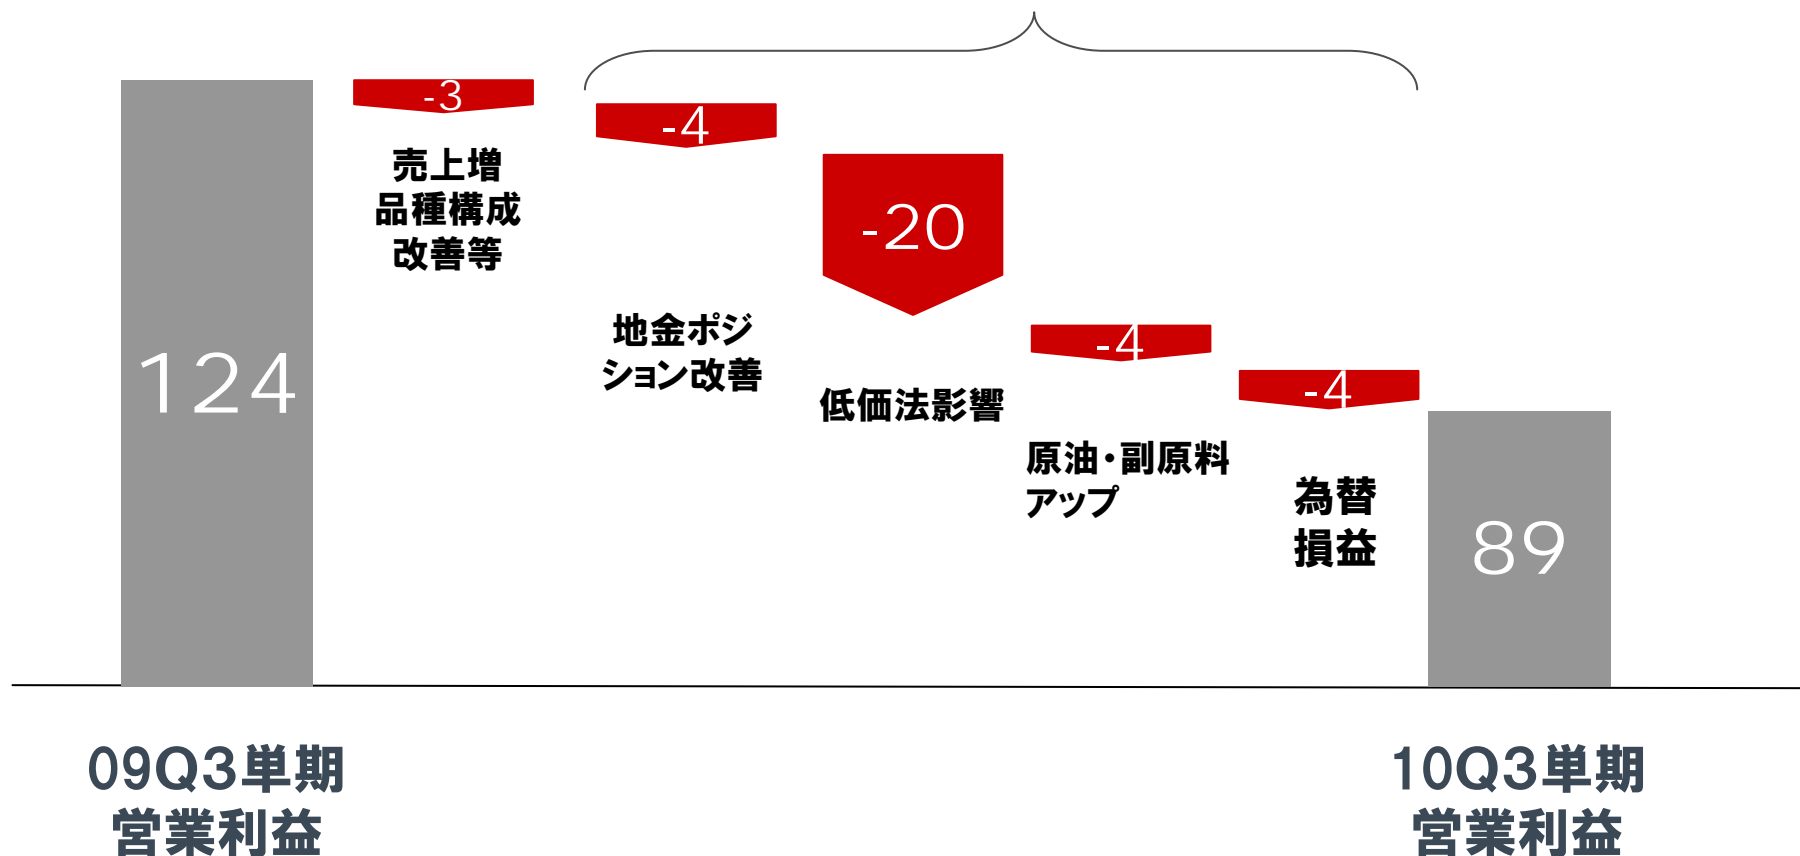 124
-3
売上増
品種構成
改善等
-4
地金ポジ
ション改善
-20
低価法影響
-4
原油・副原料
アップ
-4
為替
損益
89
09Q3単期
営業利益
10Q3単期
営業利益